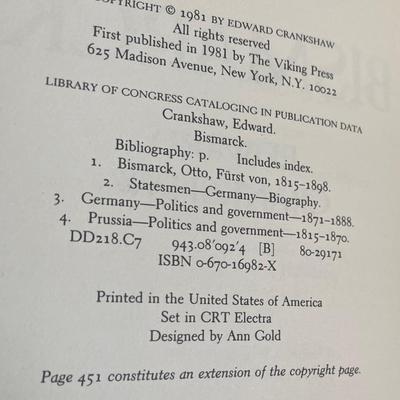 COPYRIGHT © 1981 BY EDWARD CRANKSHAW
All rights reserved
First published in 1981 by The Viking Press
625 Madison Avenue, New York, N.Y. 10022
LIBRARY OF CONGRESS CATALOGING IN PUBLICATION DATA
Crankshaw, Edward.
Bismarck.
Bibliography: p. Includes index.
1. Bismarck, Otto, Fürst von, 1815–1898.
2. Statesmen—Germany—Biography.
3. Germany—Politics and government—1871–1888.
4. Prussia—Politics and government—1815–1870.
DD218.C7 943.08'092'4 [B] 80-29171
ISBN 0-670-16982-X
Printed in the United States of America
Set in CRT Electra
Designed by Ann Gold
Page 451 constitutes an extension of the copyright page.